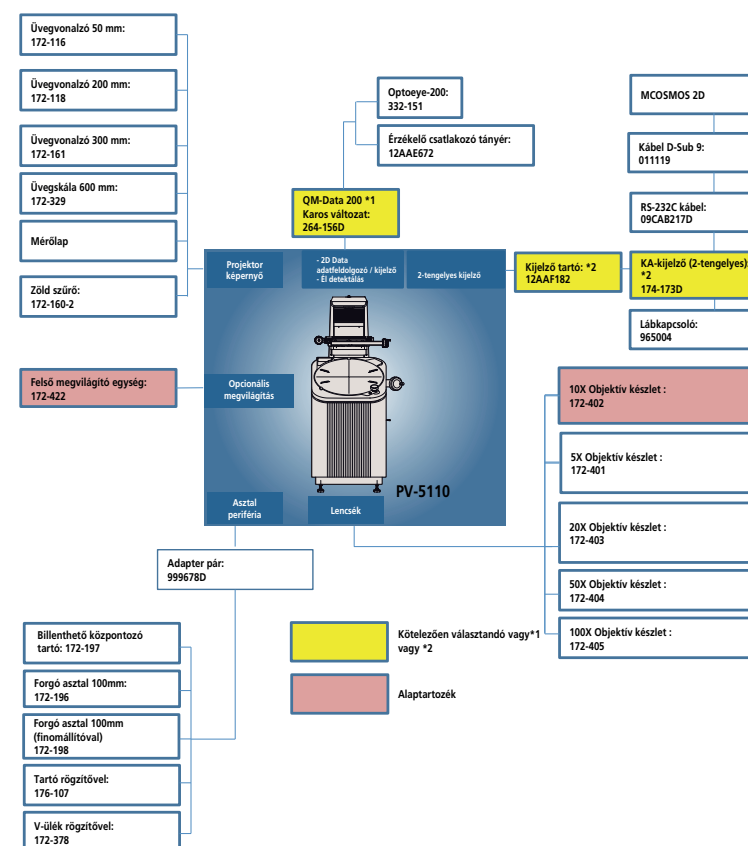 Üvegvonalzó 50 mm:
172-116
Üvegvonalzó 200 mm:
172-118
Üvegvonalzó 300 mm:
172-161
Üvegskála 600 mm:
172-329
Mérőlap
Zöld szűrő:
172-160-2
Optoeye-200:
332-151
Érzékelő csatlakozó tányér:
12AAE672
QM-Data 200 *1
Karos változat:
264-156D
MCOSMOS 2D
Kábel D-Sub 9:
011119
RS-232C kábel:
09CAB217D
Projektor
képernyő
- 2D Data
adatfeldolgozó / kijelző
- Él detektálás
2-tengelyes kijelző
Kijelző tartó: *2
12AAF182
KA-kijelző (2-tengelyes):
*2
174-173D
Lábkapcsoló:
965004
Felső megvilágító egység:
172-422
Opcionális
megvilágítás
10X Objektív készlet :
172-402
5X Objektív készlet :
172-401
20X Objektív készlet :
172-403
50X Objektív készlet :
172-404
100X Objektív készlet :
172-405
PV-5110
Asztal
periféria
Lencsék
Adapter pár:
999678D
Billenthető központozó
tartó: 172-197
Forgó asztal 100mm:
172-196
Forgó asztal 100mm
(finomállítóval)
172-198
Tartó rögzítővel:
176-107
V-ülék rögzítővel:
172-378
Kötelezően választandó vagy*1
vagy *2
Alaptartozék